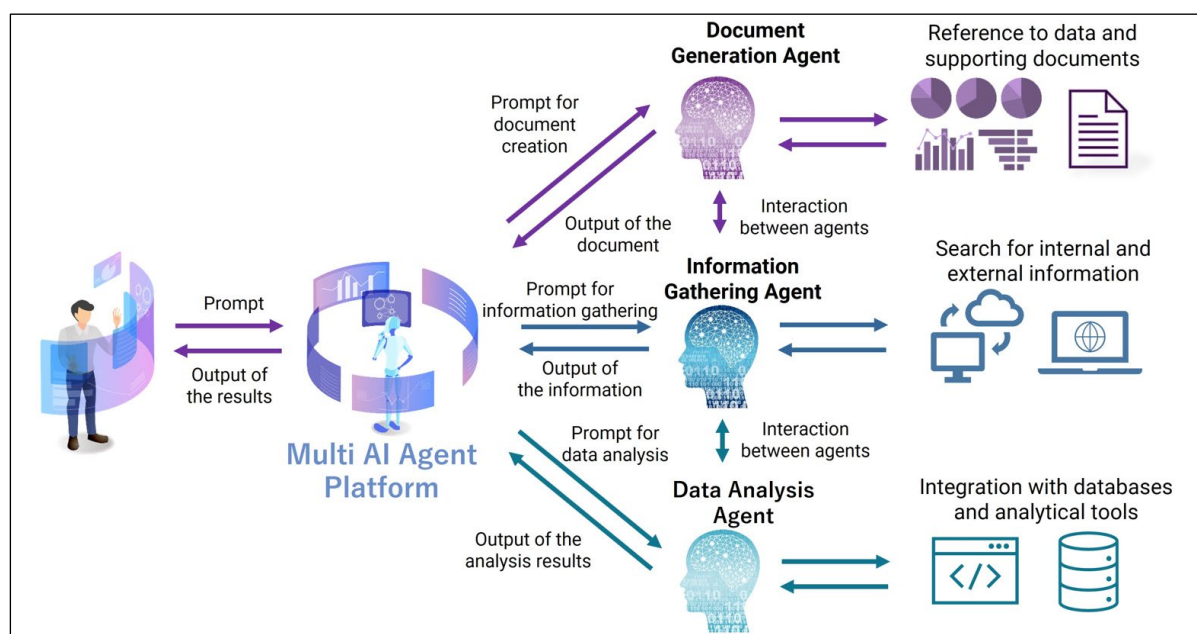 Document
Generation Agent
Reference to data and
supporting documents
Prompt for
document
creation
Output of the
document
Interaction
between agents
Prompt
Output of
the results
Multi AI Agent
Platform
Prompt for
information gathering
Output of
the information
Information
Gathering Agent
Search for internal and
external information
Interaction
between agents
Prompt for
data analysis
Output of the
analysis results
Data Analysis
Agent
Integration with databases
and analytical tools